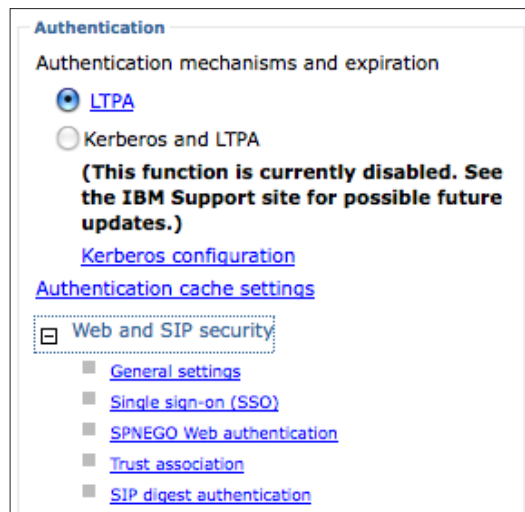 Authentication
Authentication mechanisms and expiration
LTPA
Kerberos and LTPA
(This function is currently disabled. See
the IBM Support site for possible future
updates.)
Kerberos configuration
Authentication cache settings
Web and SIP security
General settings
Single sign-on (SSO)
SPNEGO Web authentication
Trust association
SIP digest authentication